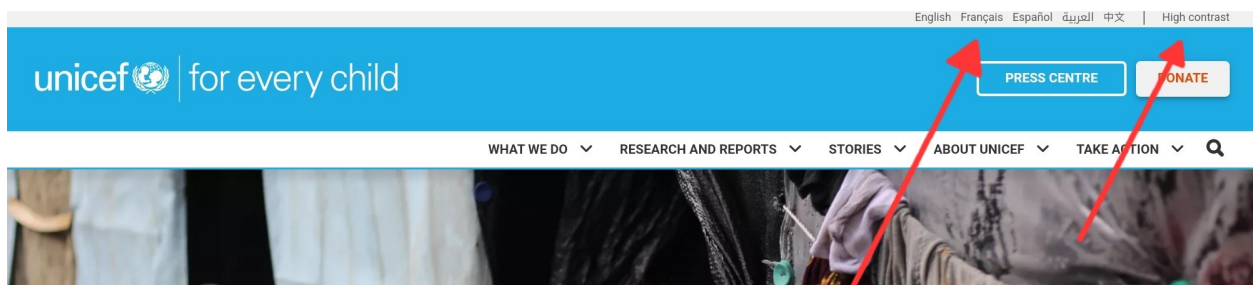 English Français Español العربية 中文 | High contrast
unicef for every child
PRESS CENTRE DONATE
WHAT WE DO RESEARCH AND REPORTS STORIES ABOUT UNICEF TAKE ACTION